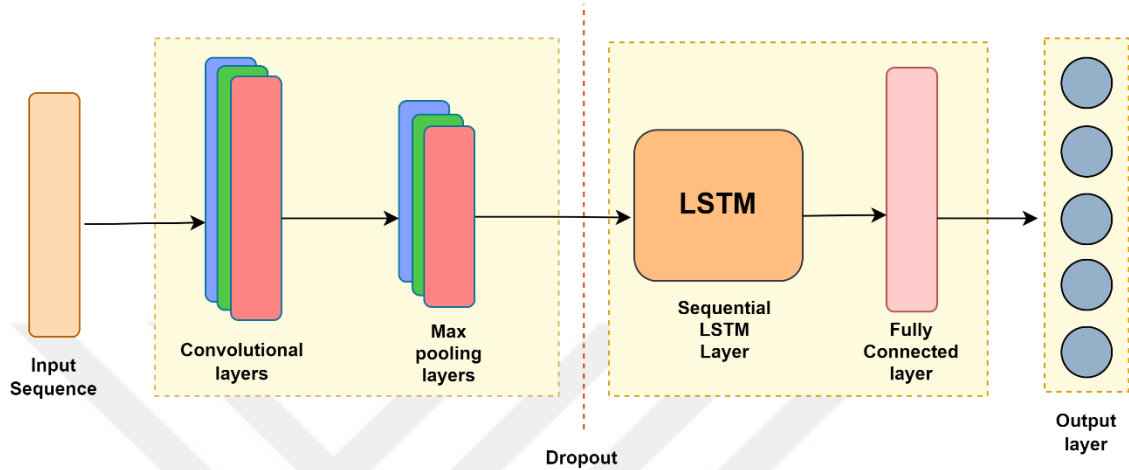 Input
Sequence
Convolutional
layers
Max
pooling
layers
Dropout
LSTM
Sequential
LSTM
Layer
Fully
Connected
layer
Output
layer